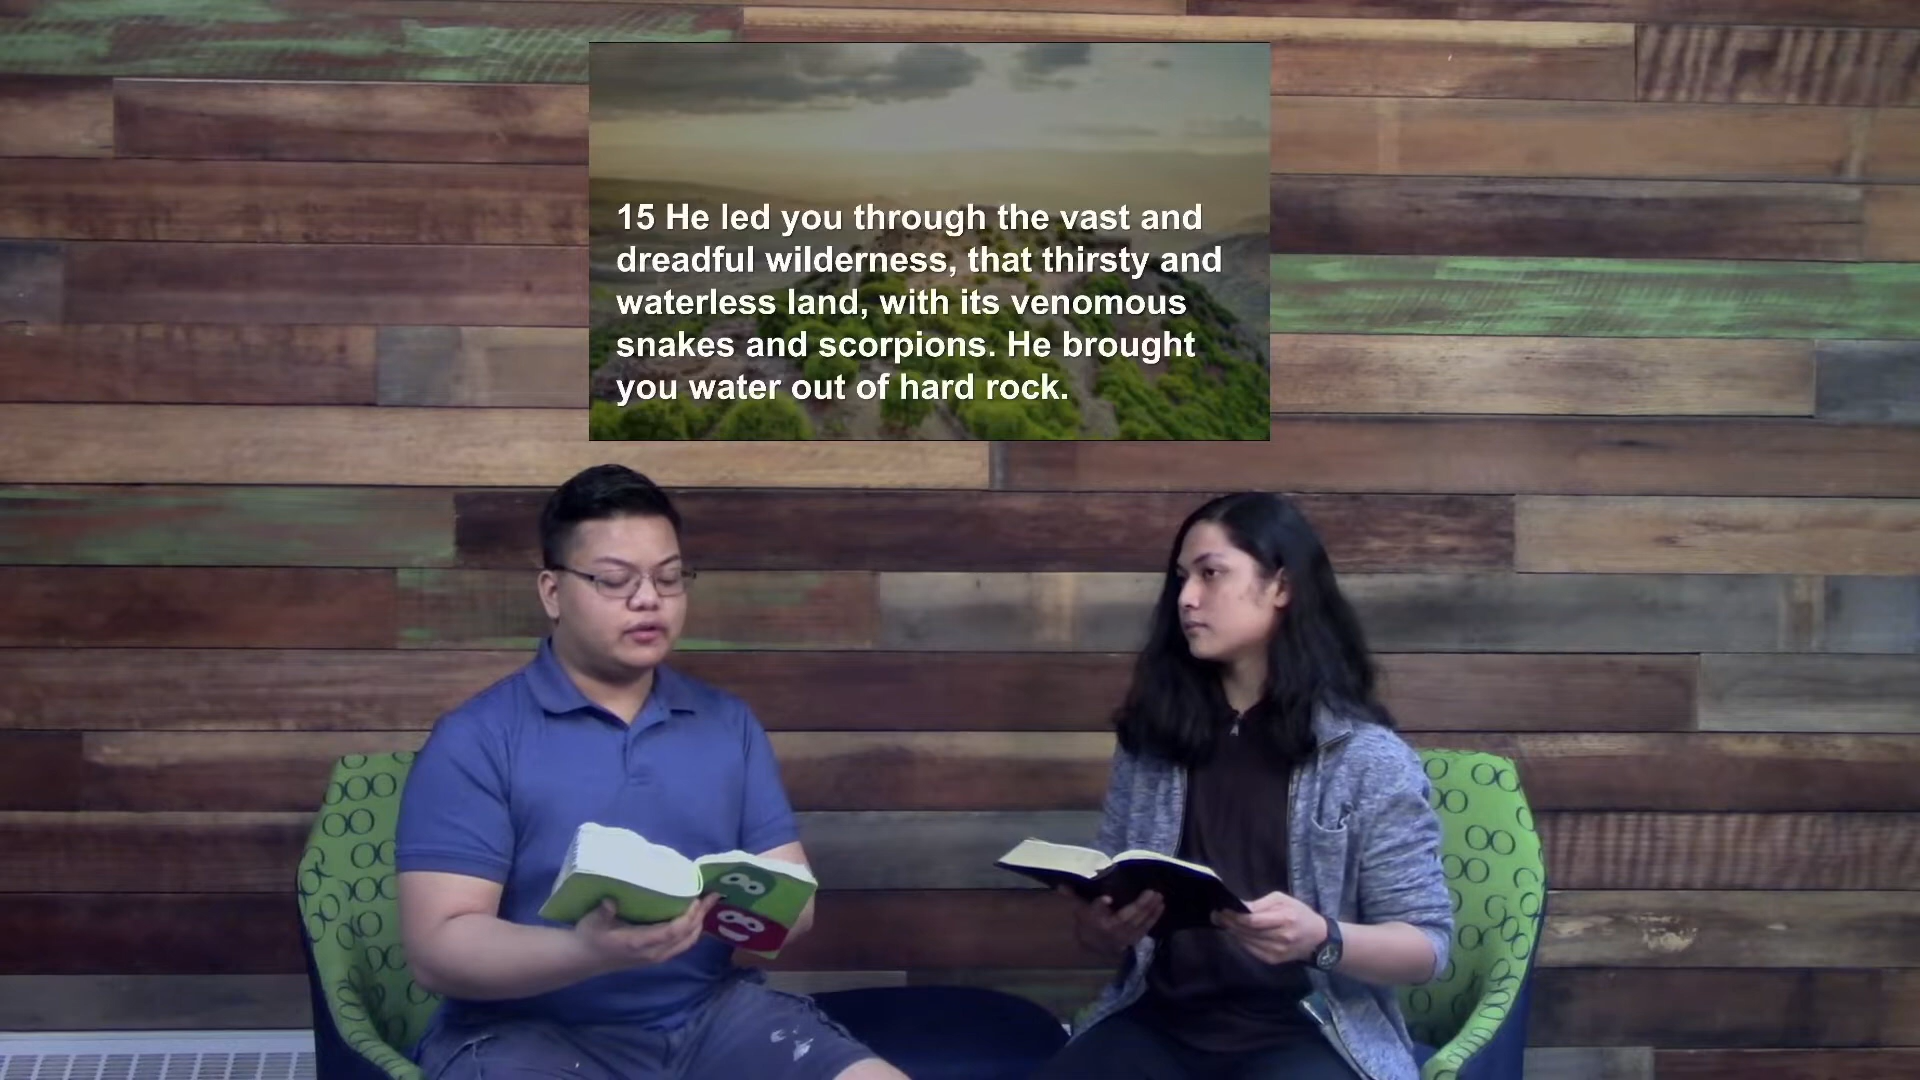 15 He led you through the vast and
dreadful wilderness, that thirsty and
waterless land, with its venomous
snakes and scorpions. He brought
you water out of hard rock.